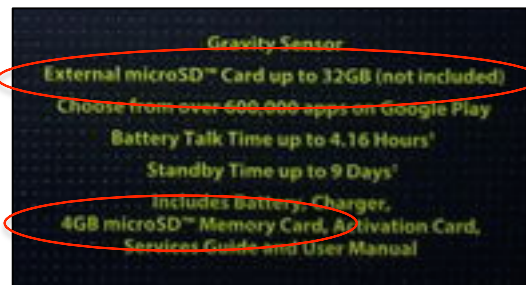 Gravity Sensor
External microSD™ Card up to 32GB (not included)
Choose from over 600,000 apps on Google Play
Battery Talk Time up to 4.16 Hours†
Standby Time up to 9 Days†
Includes Battery, Charger,
4GB microSD™ Memory Card, Activation Card,
Services Guide and User Manual